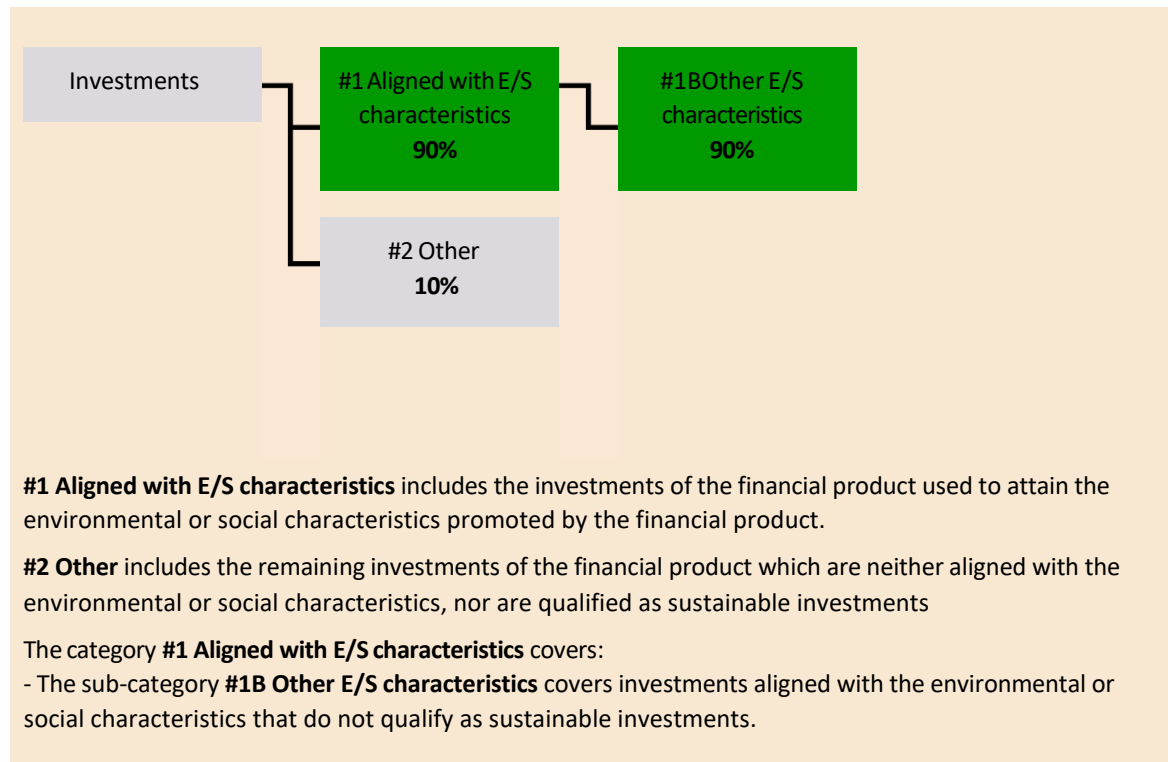 Investments
#1 Aligned with E/S
characteristics
90%
#1BOther E/S
characteristics
90%
#2 Other
10%
#1 Aligned with E/S characteristics includes the investments of the financial product used to attain the
environmental or social characteristics promoted by the financial product.
#2 Other includes the remaining investments of the financial product which are neither aligned with the
environmental or social characteristics, nor are qualified as sustainable investments
The category #1 Aligned with E/S characteristics covers:
- The sub-category #1B Other E/S characteristics covers investments aligned with the environmental or
social characteristics that do not qualify as sustainable investments.